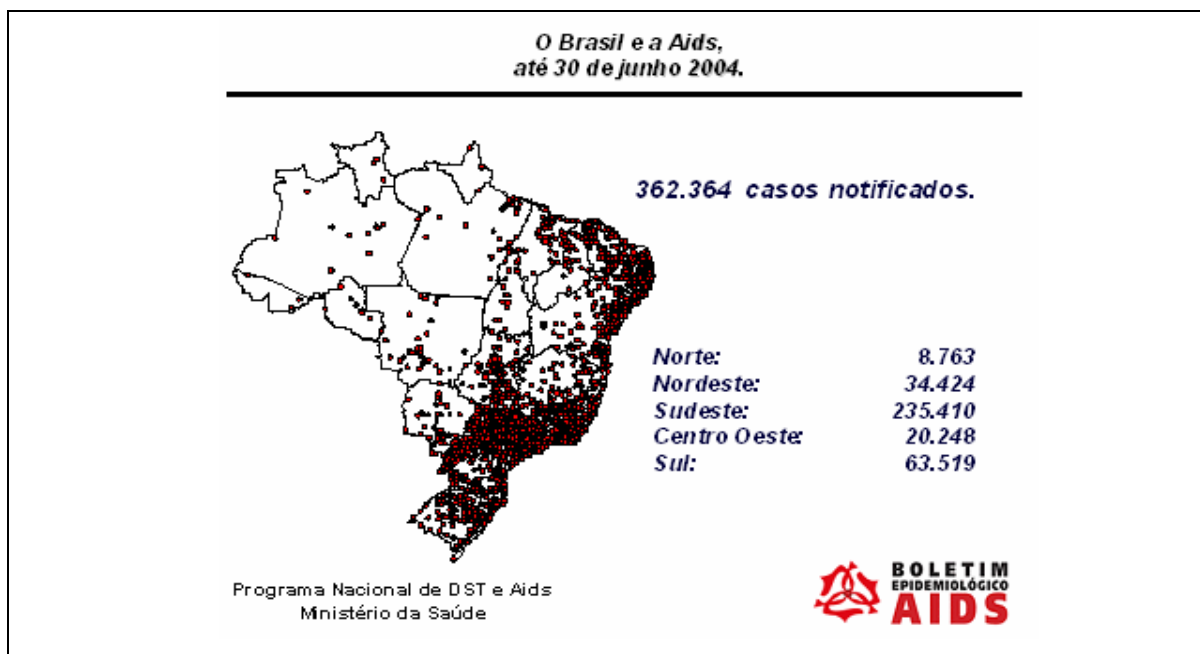 O Brasil e a Aids,
até 30 de junho 2004.
362.364 casos notificados.
Norte: 8.763
Nordeste: 34.424
Sudeste: 235.410
Centro Oeste: 20.248
Sul: 63.519
Programa Nacional de DST e Aids
Ministério da Saúde
BOLETIM
EPIDEMIOLÓGICO
AIDS